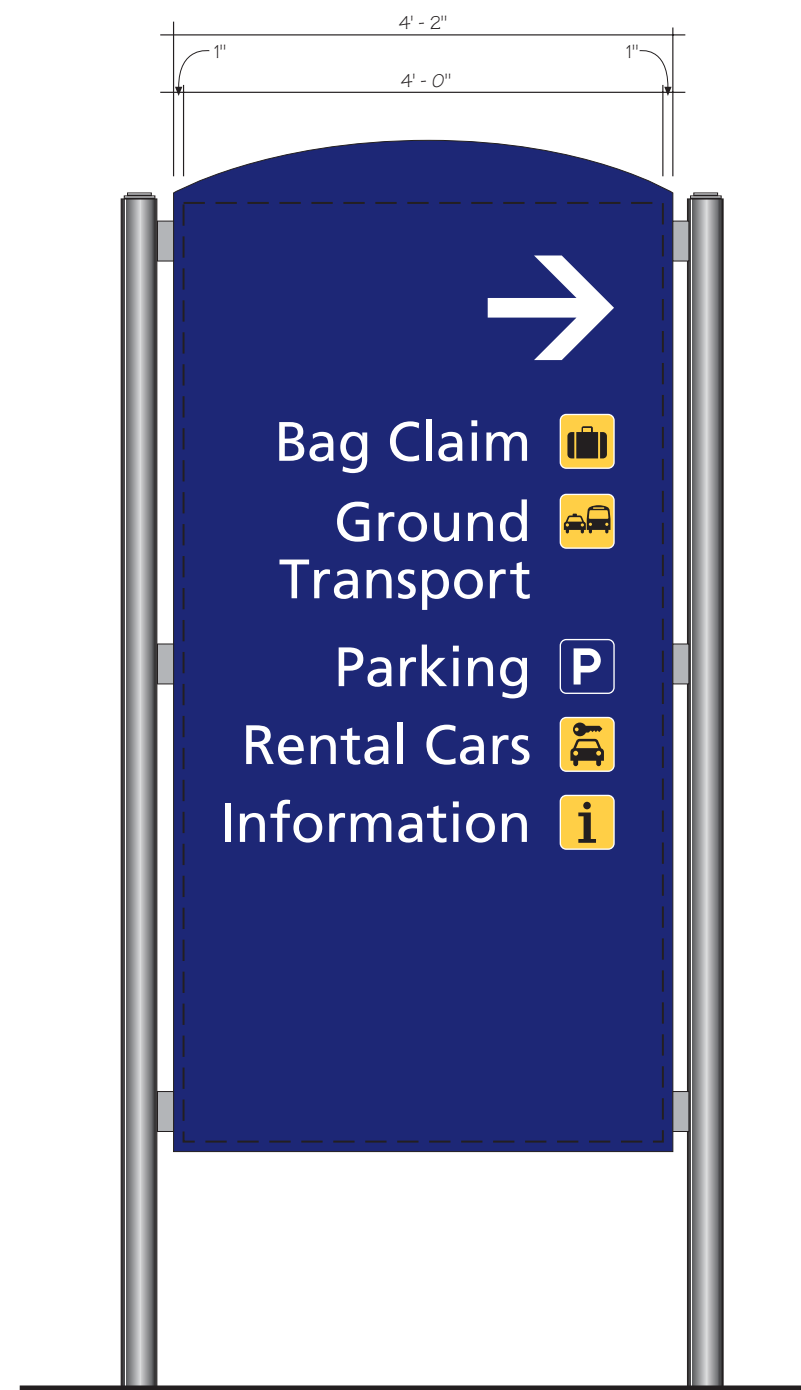 4' - 2"
1" 1"
4' - 0"
Bag Claim
Ground
Transport
Parking P
Rental Cars
Information i